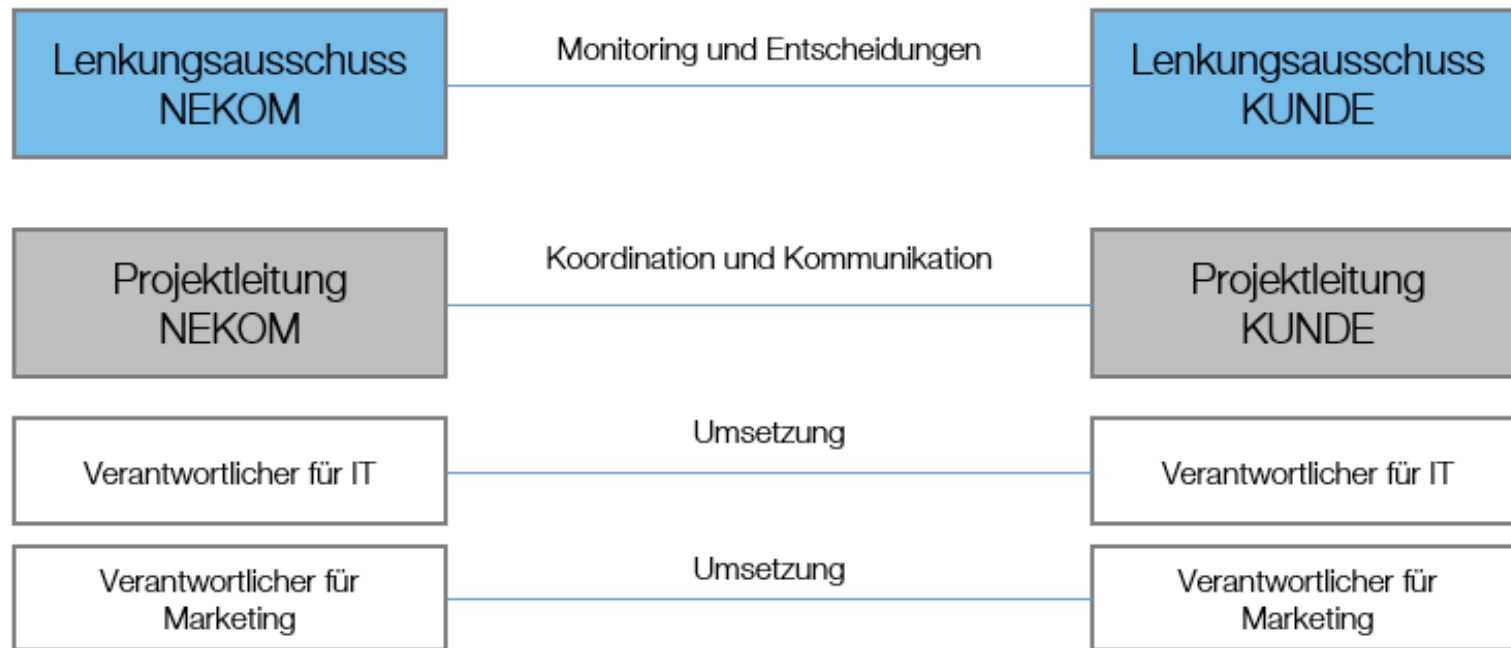 Lenkungsausschuss
NEKOM
Monitoring und Entscheidungen
Lenkungsausschuss
KUNDE
Projektleitung
NEKOM
Koordination und Kommunikation
Projektleitung
KUNDE
Verantwortlicher für IT
Umsetzung
Verantwortlicher für IT
Verantwortlicher für
Marketing
Umsetzung
Verantwortlicher für
Marketing